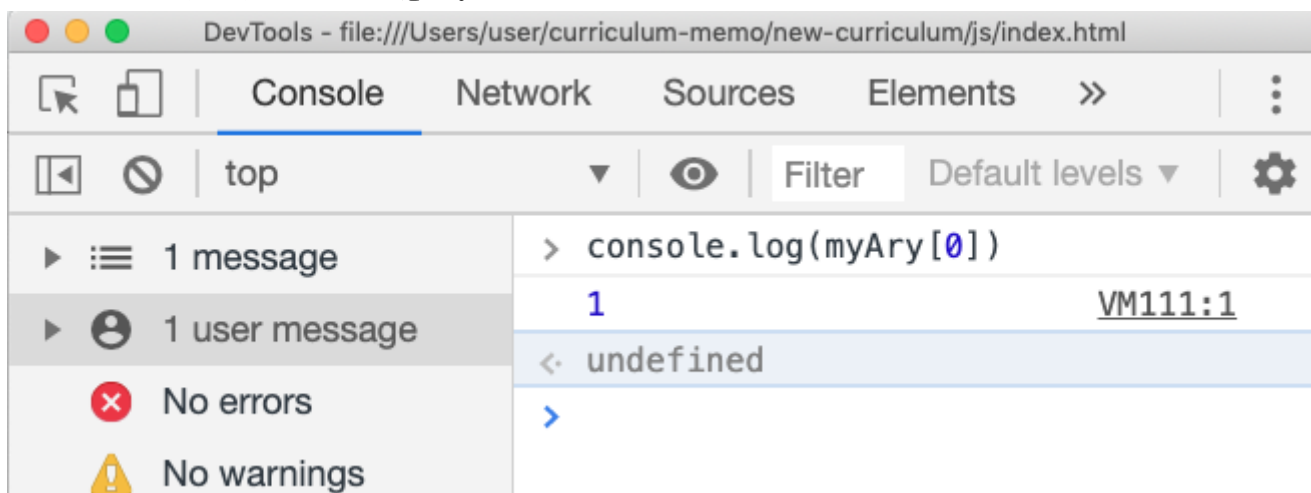 DevTools - file:///Users/user/curriculum-memo/new-curriculum/js/index.html
Console Network Sources Elements »
top Filter Default levels ▼
1 message
1 user message
No errors
No warnings
> console.log(myAry[0])
1 VM111:1
<· undefined
>